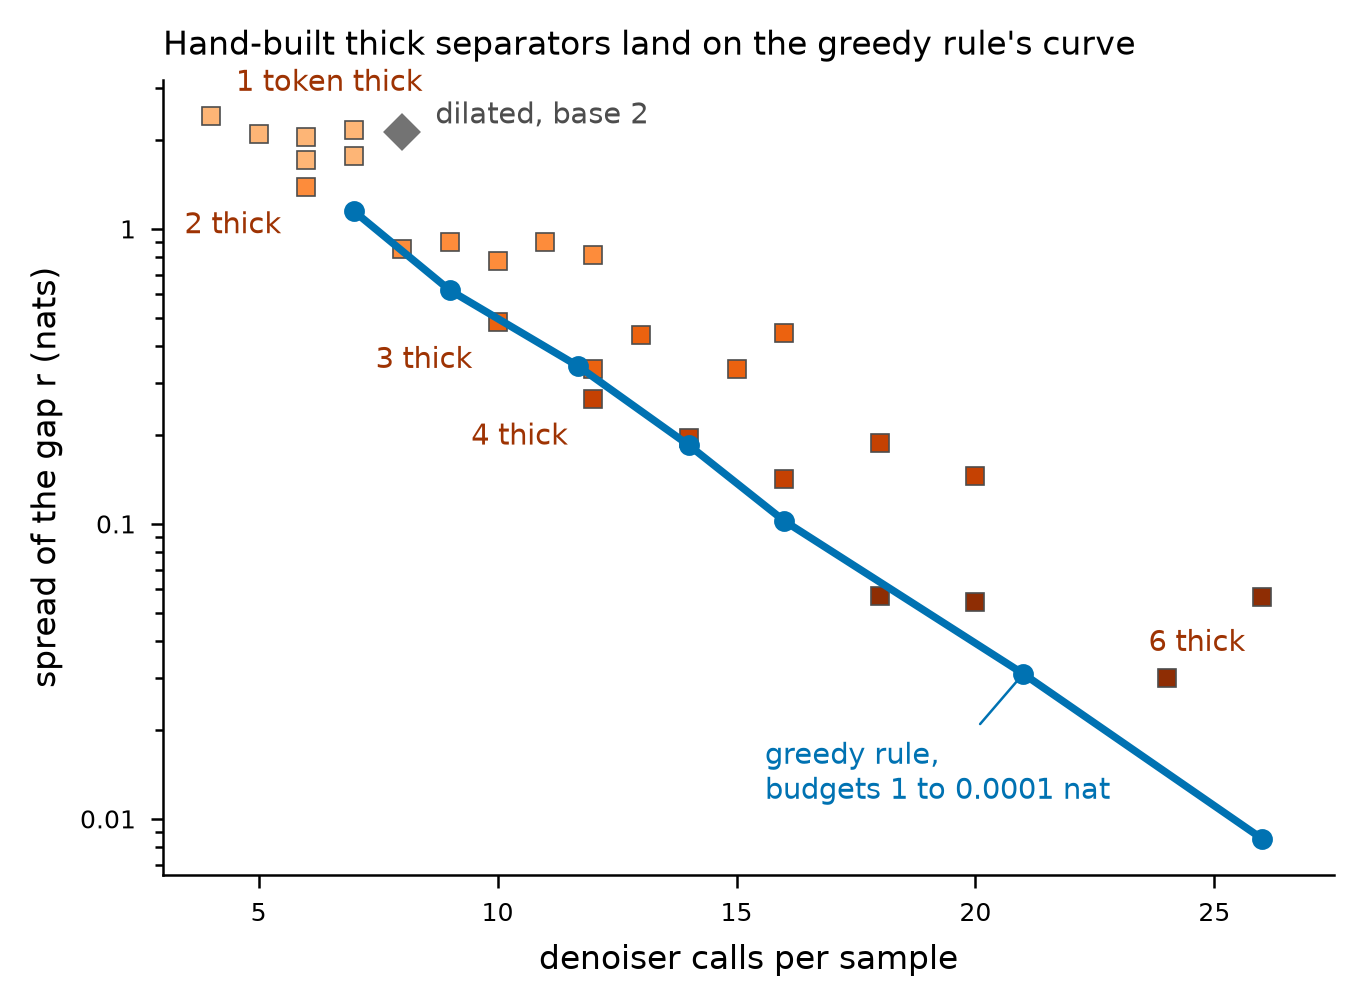 Hand-built thick separators land on the greedy rule's curve
1 token thick
dilated, base 2
2 thick
3 thick
4 thick
6 thick
greedy rule,
budgets 1 to 0.0001 nat
spread of the gap r (nats)
1
0.1
0.01
5 10 15 20 25
denoiser calls per sample